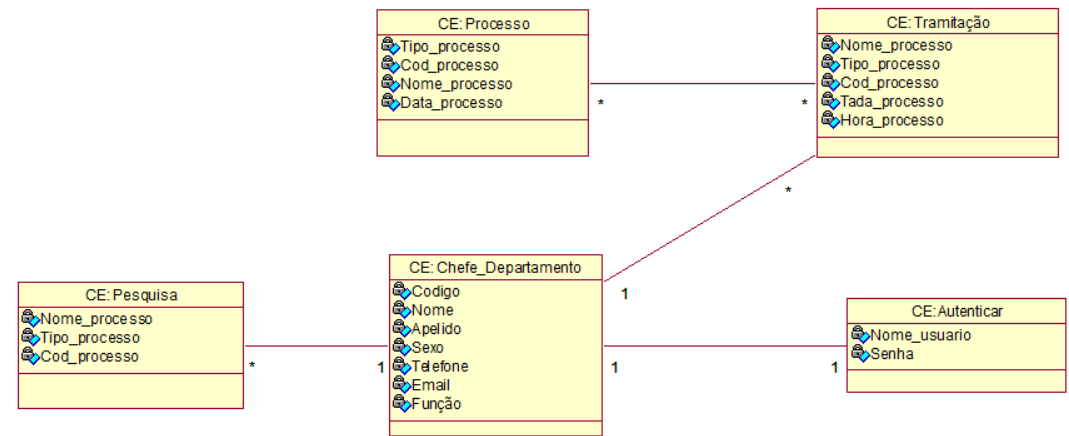 CE: Processo
Tipo_processo
Cod_processo
Nome_processo
Data_processo
*
*
CE: Tramitação
Nome_processo
Tipo_processo
Cod_processo
Tada_processo
Hora_processo
*
CE: Pesquisa
Nome_processo
Tipo_processo
Cod_processo
*
1
CE: Chefe_Departamento
Codigo
Nome
Apelido
Sexo
Telefone
Email
Função
1
1
1
CE: Autenticar
Nome_usuario
Senha